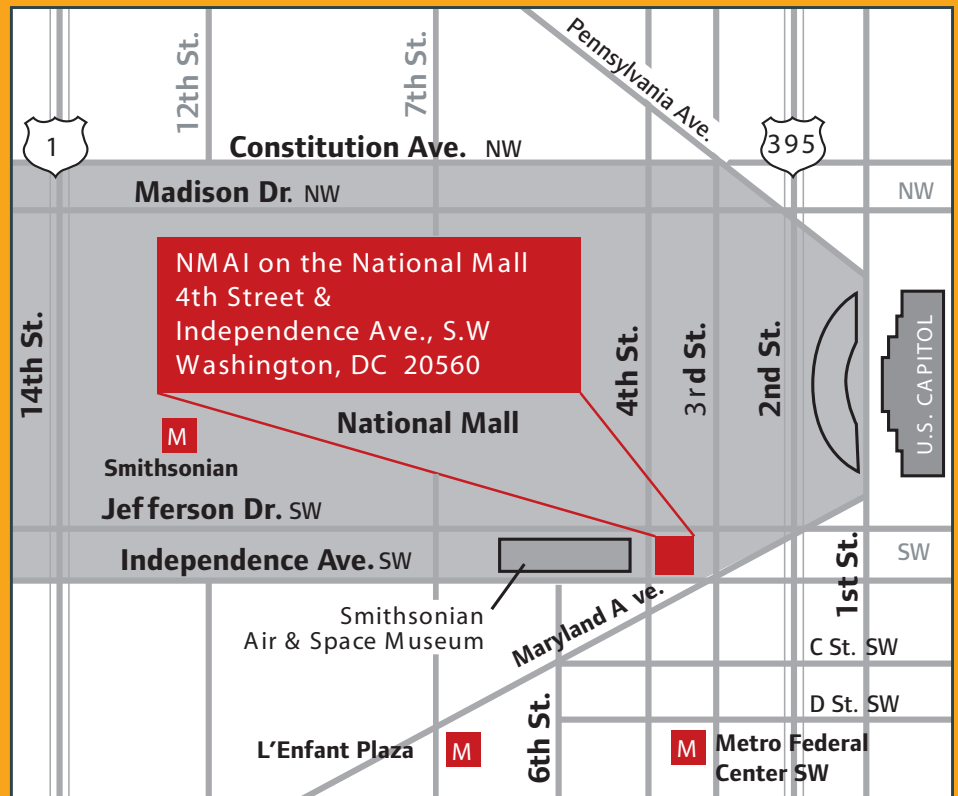 12th St.
7th St.
Pennsylvania Ave.
1
395
Constitution Ave. NW
Madison Dr. NW
NW
NMAI on the National Mall
4th Street &
Independence Ave., S.W
Washington, DC 20560
14th St.
4th St.
3rd St.
2nd St.
U.S. CAPITOL
National Mall
M
Smithsonian
Jefferson Dr. SW
Independence Ave. SW
SW
1st St.
Smithsonian
Air & Space Museum
Maryland A ve.
C St. SW
D St. SW
6th St.
L’Enfant Plaza
M
M
Metro Federal
Center SW